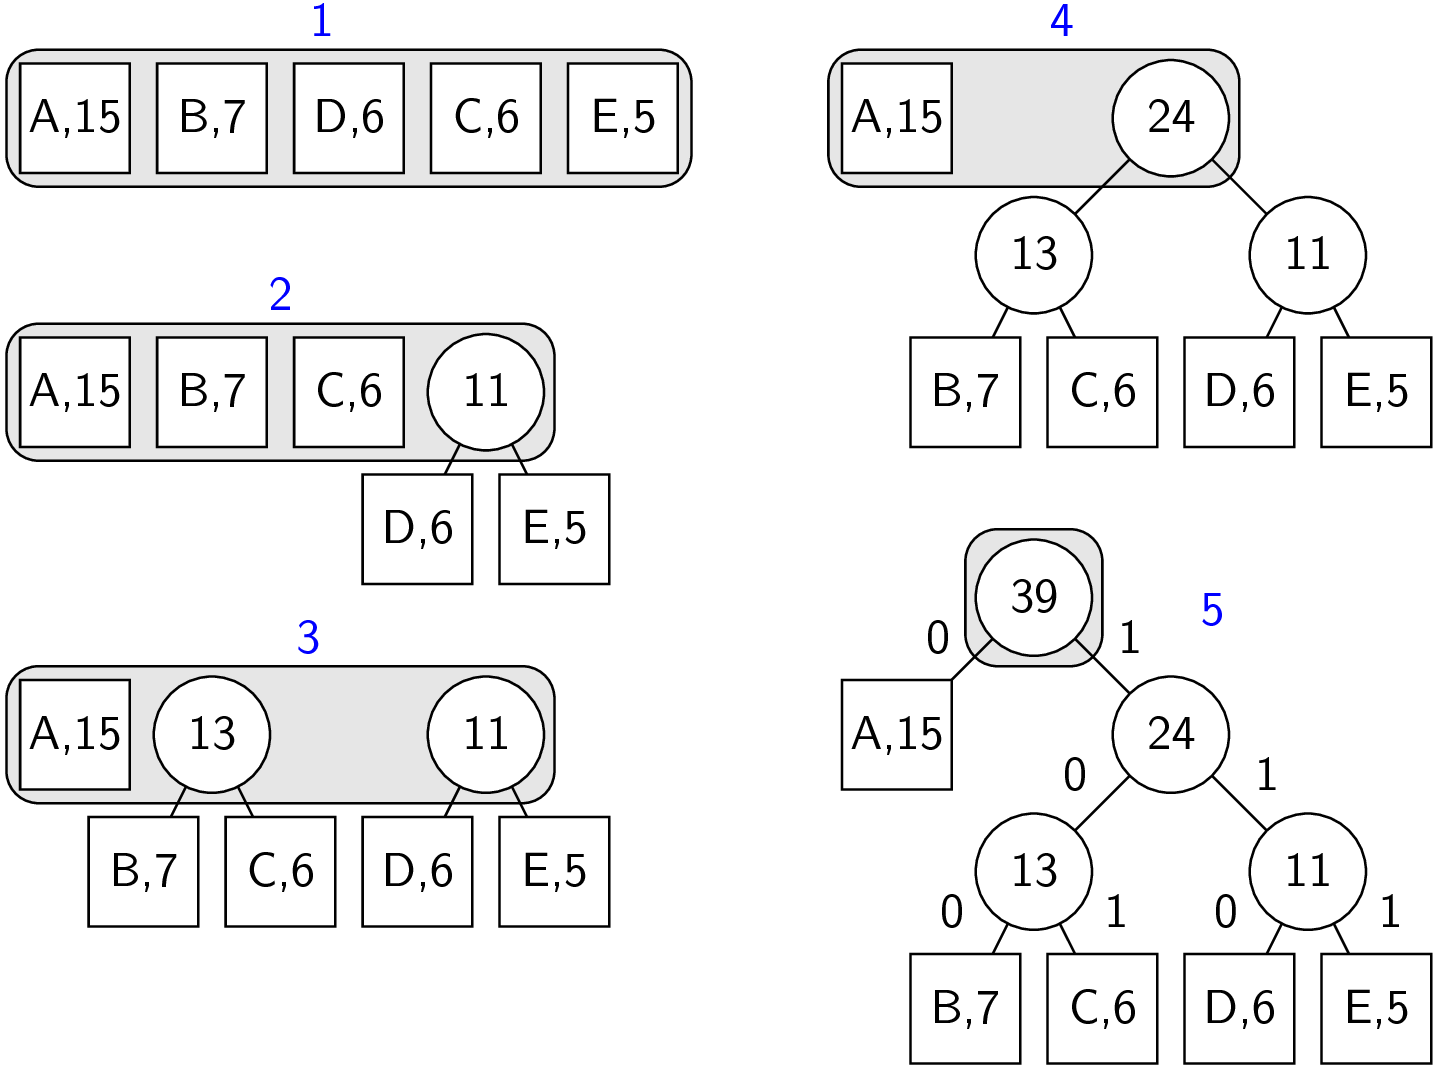 1
A,15 B,7 D,6 C,6 E,5
2
A,15 B,7 C,6 11
D,6 E,5
3
A,15 13 11
B,7 C,6 D,6 E,5
4
A,15 24
13 11
B,7 C,6 D,6 E,5
5
39
0 1
A,15 24
0 1
13 11
0 1 0 1
B,7 C,6 D,6 E,5